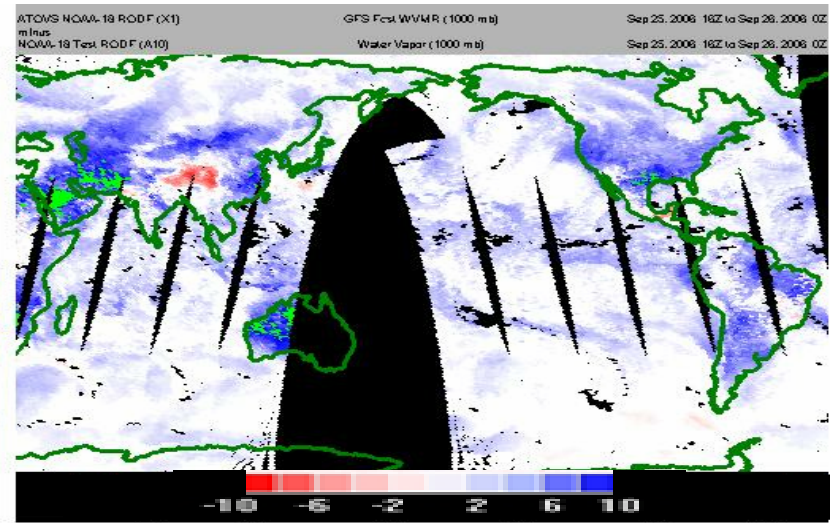 ATOVS NOAA-18 RODF (X1) GFS Fcst WVMR (1000 mb) Sep 25, 2006 16Z to Sep 26, 2006 0Z
minus
NOAA-18 Test RODF (A10) Water Vapor (1000 mb) Sep 25, 2006 16Z to Sep 26, 2006 0Z
-10 -6 -2 2 6 10